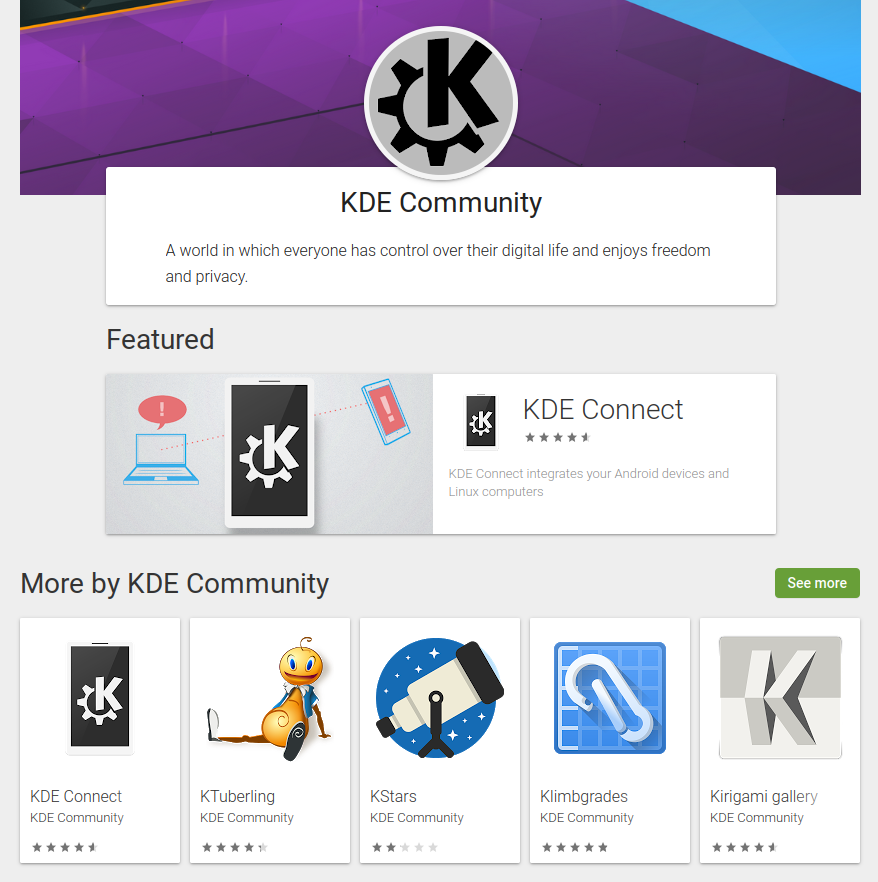 KDE Community
A world in which everyone has control over their digital life and enjoys freedom
and privacy.
Featured
!
!
K
KDE Connect
KDE Connect integrates your Android devices and
Linux computers
More by KDE Community
See more
KDE Connect
KDE Community
KTuberling
KDE Community
KStars
KDE Community
Klimbgrades
KDE Community
Kirigami gallery
KDE Community